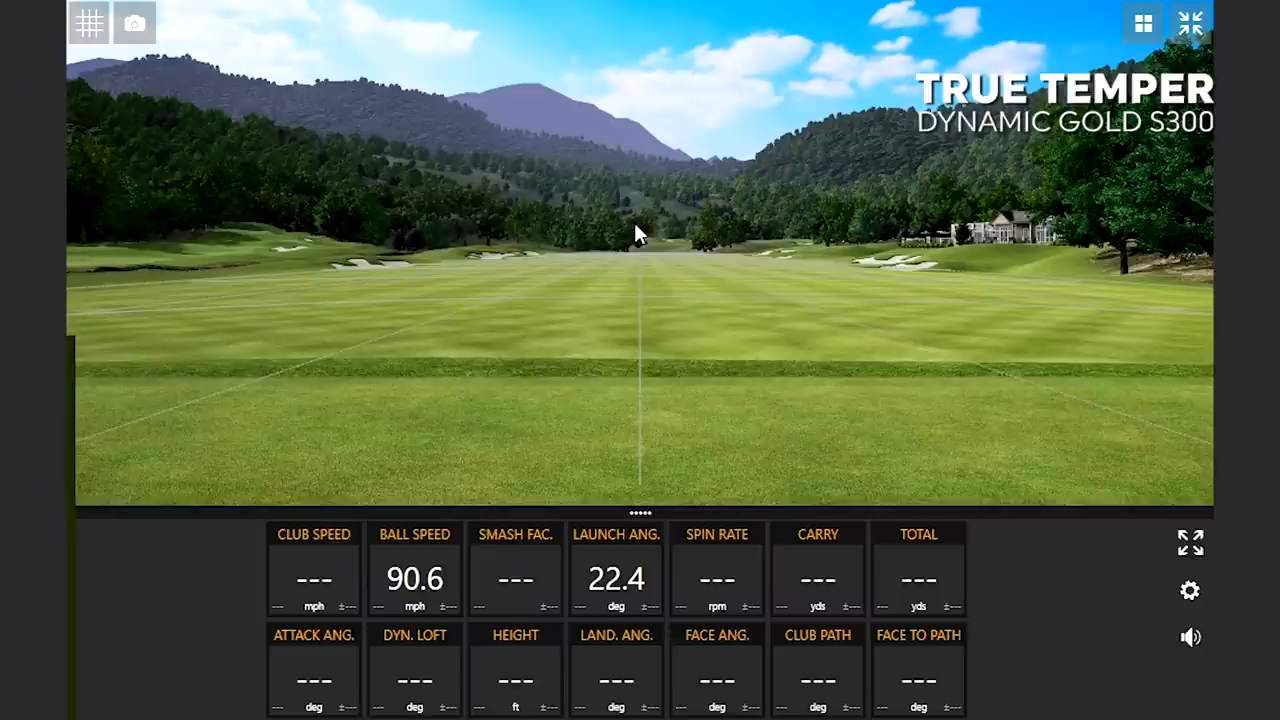 TRUE TEMPER
DYNAMIC GOLD S300
CLUB SPEED BALL SPEED SMASH FAC. LAUNCH ANG. SPIN RATE CARRY TOTAL
--- 90.6 --- 22.4 --- --- ---
--- mph ±--- --- mph ±--- --- ±--- --- deg ±--- --- rpm ±--- --- yds ±--- --- yds ±---
ATTACK ANG. DYN. LOFT HEIGHT LAND. ANG. FACE ANG. CLUB PATH FACE TO PATH
--- --- --- --- --- --- ---
--- deg ±--- --- deg ±--- --- ft ±--- --- deg ±--- --- deg ±--- --- deg ±--- --- deg ±---